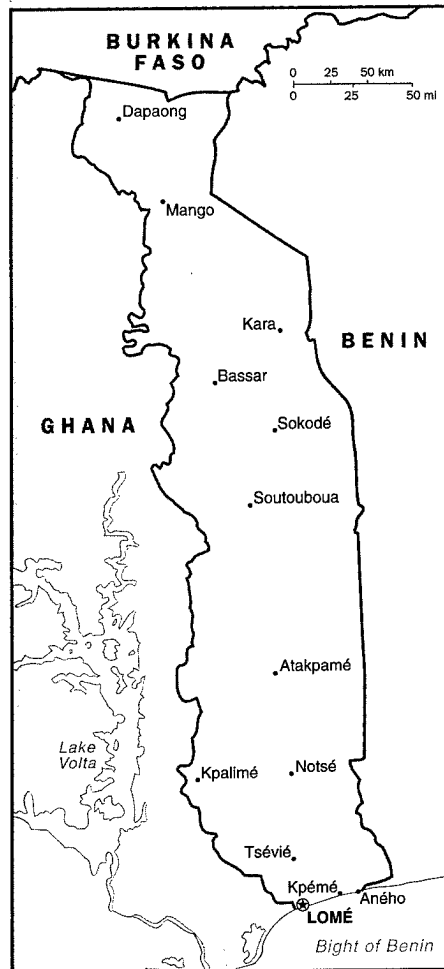 BURKINA
FASO
0 25 50 km
0 25 50 mi
Dapaong
Mango
Kara
BENIN
Bassar
GHANA
Sokodé
Soutouboua
Atakpamé
Lake
Volta
Kpalimé
Notsé
Tsévié
Kpémé
Aného
LOMÉ
Bight of Benin